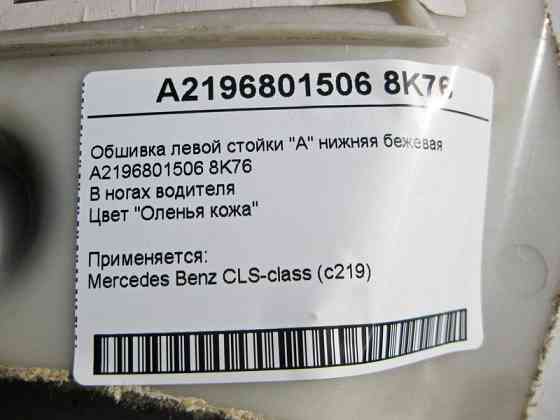 A2196801506 8K76
Обшивка левой стойки "А" нижняя бежевая
A2196801506 8K76
В ногах водителя
Цвет "Оленья кожа"
Применяется:
Mercedes Benz CLS-class (c219)